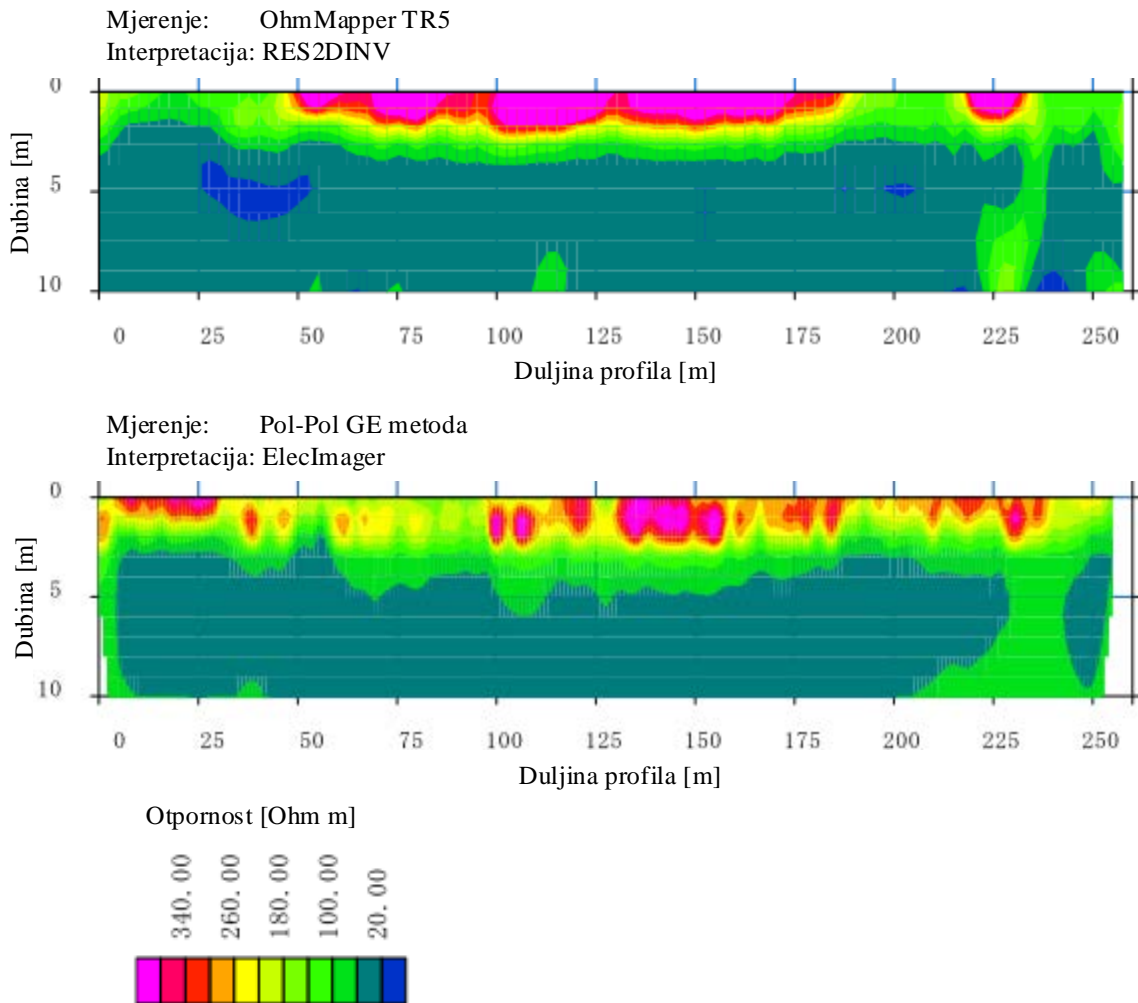 Mjerenje: OhmMapper TR5
Interpretacija: RES2DINV
0
5
10
Dubina [m]
0 25 50 75 100 125 150 175 200 225 250
Duljina profila [m]
Mjerenje: Pol-Pol GE metoda
Interpretacija: ElecImager
0
5
10
Dubina [m]
0 25 50 75 100 125 150 175 200 225 250
Duljina profila [m]
Otpornost [Ohm m]
340.00 260.00 180.00 100.00 20.00